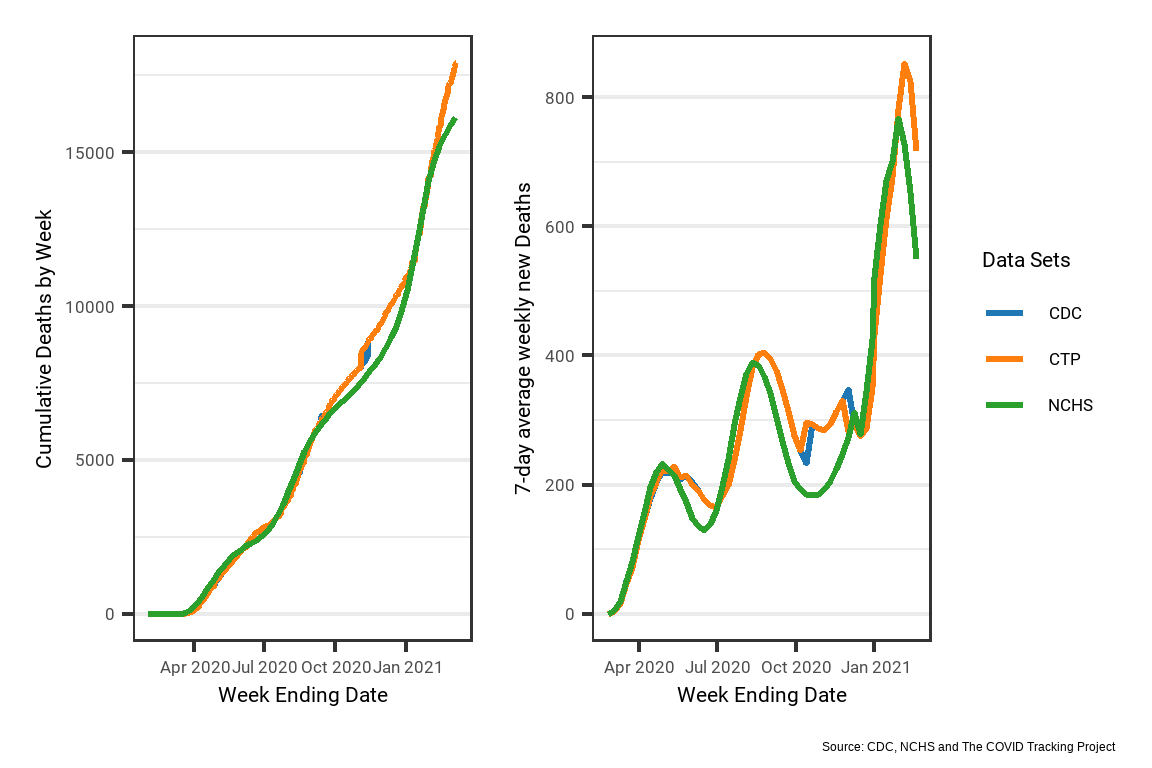 Cumulative Deaths by Week
15000
10000
5000
0
Apr 2020 Jul 2020 Oct 2020 Jan 2021
Week Ending Date
7-day average weekly new Deaths
800
600
400
200
0
Apr 2020 Jul 2020 Oct 2020 Jan 2021
Week Ending Date
Data Sets
CDC
CTP
NCHS
Source: CDC, NCHS and The COVID Tracking Project